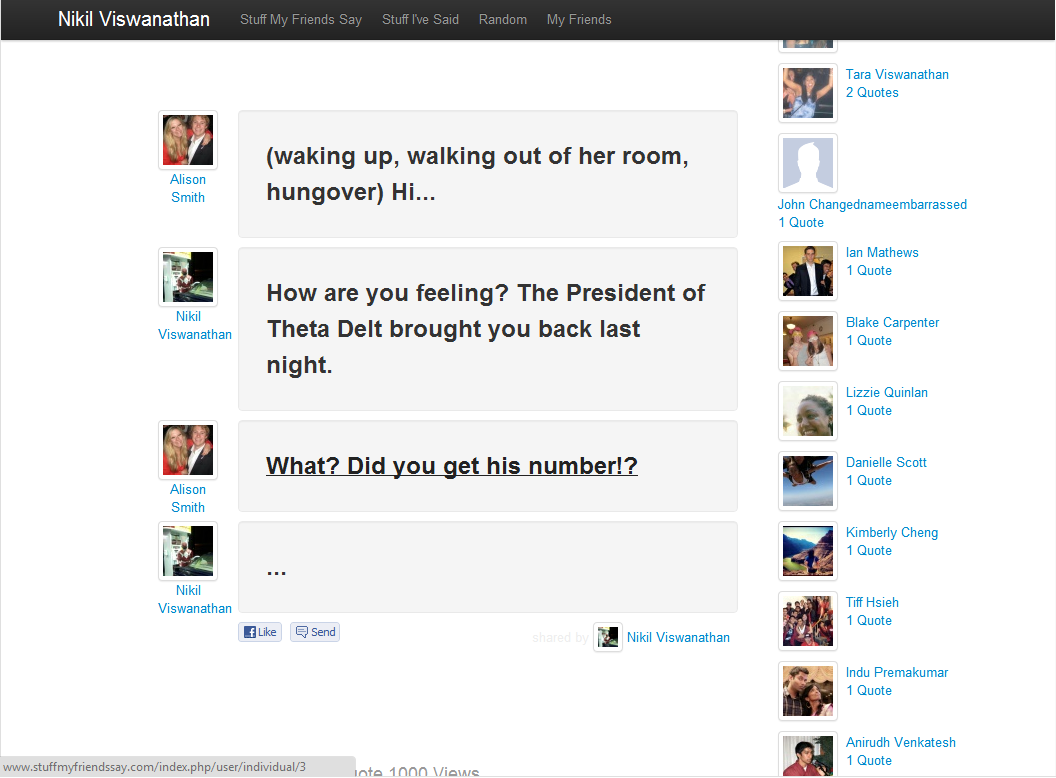 Nikil Viswanathan Stuff My Friends Say Stuff I've Said Random My Friends
Alison
Smith
(waking up, walking out of her room,
hungover) Hi...
Nikil
Viswanathan
How are you feeling? The President of
Theta Delt brought you back last
night.
Alison
Smith
What? Did you get his number!?
Nikil
Viswanathan
...
Like Send shared by Nikil Viswanathan
Tara Viswanathan
2 Quotes
John Changednameembarrassed
1 Quote
Ian Mathews
1 Quote
Blake Carpenter
1 Quote
Lizzie Quinlan
1 Quote
Danielle Scott
1 Quote
Kimberly Cheng
1 Quote
Tiff Hsieh
1 Quote
Indu Premakumar
1 Quote
Anirudh Venkatesh
1 Quote
www.stuffmyfriendssay.com/index.php/user/individual/3
1000 Views